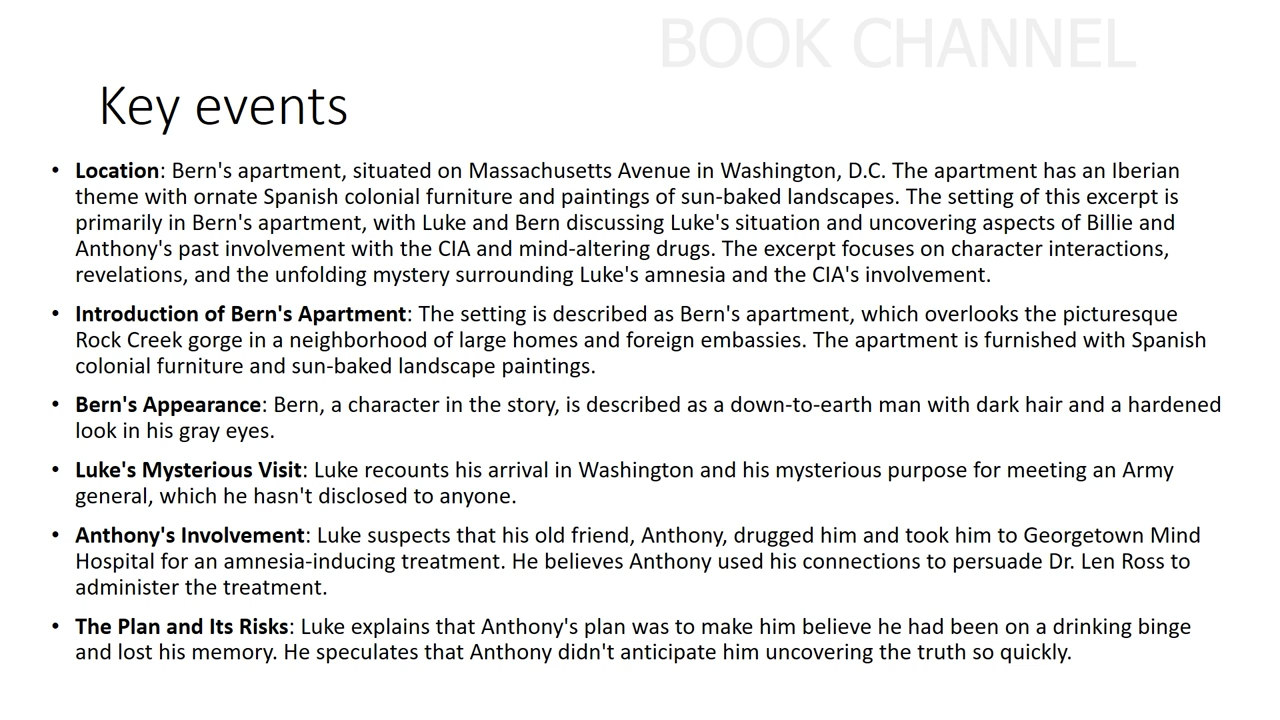 BOOK CHANNEL
Key events
• Location: Bern's apartment, situated on Massachusetts Avenue in Washington, D.C. The apartment has an Iberian
theme with ornate Spanish colonial furniture and paintings of sun-baked landscapes. The setting of this excerpt is
primarily in Bern's apartment, with Luke and Bern discussing Luke's situation and uncovering aspects of Billie and
Anthony's past involvement with the CIA and mind-altering drugs. The excerpt focuses on character interactions,
revelations, and the unfolding mystery surrounding Luke's amnesia and the CIA's involvement.
• Introduction of Bern's Apartment: The setting is described as Bern's apartment, which overlooks the picturesque
Rock Creek gorge in a neighborhood of large homes and foreign embassies. The apartment is furnished with Spanish
colonial furniture and sun-baked landscape paintings.
• Bern's Appearance: Bern, a character in the story, is described as a down-to-earth man with dark hair and a hardened
look in his gray eyes.
• Luke's Mysterious Visit: Luke recounts his arrival in Washington and his mysterious purpose for meeting an Army
general, which he hasn't disclosed to anyone.
• Anthony's Involvement: Luke suspects that his old friend, Anthony, drugged him and took him to Georgetown Mind
Hospital for an amnesia-inducing treatment. He believes Anthony used his connections to persuade Dr. Len Ross to
administer the treatment.
• The Plan and Its Risks: Luke explains that Anthony's plan was to make him believe he had been on a drinking binge
and lost his memory. He speculates that Anthony didn't anticipate him uncovering the truth so quickly.